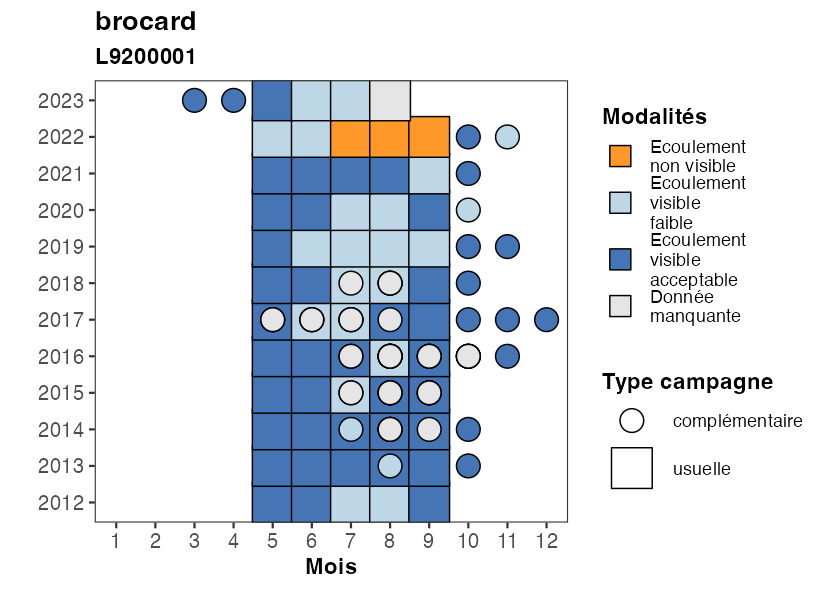 brocard
L9200001
2023
2022
2021
2020
2019
2018
2017
2016
2015
2014
2013
2012
1 2 3 4 5 6 7 8 9 10 11 12
Mois
Modalités
Ecoulement
non visible
Ecoulement
visible
faible
Ecoulement
visible
acceptable
Donnée
manquante
Type campagne
complémentaire
usuelle